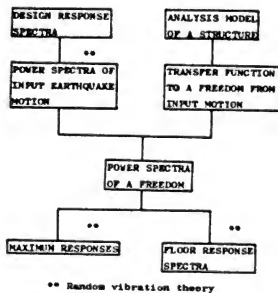 DESIGN RESPONSE
SPECTRA
ANALYSIS MODEL
OF A STRUCTURE
**
POWER SPECTRA OF
INPUT EARTHQUAKE
MOTION
TRANSFER FUNCTION
TO A FREEDOM FROM
INPUT MOTION
POWER SPECTRA
OF A FREEDOM
**
**
MAXIMUM RESPONSES
FLOOR RESPONSE
SPECTRA
** Random vibration theory